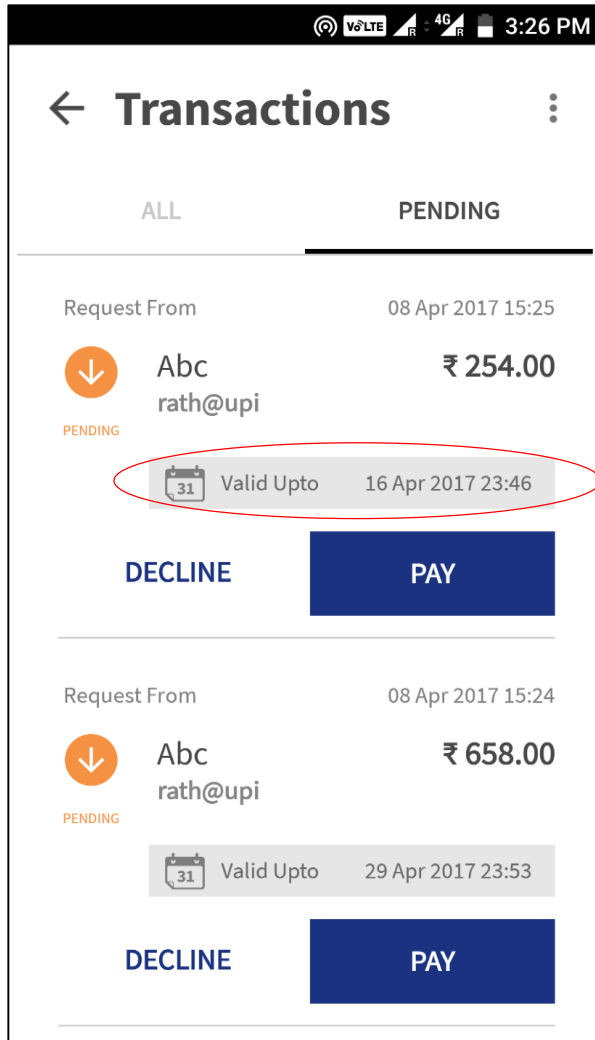 VoLTE R 4G R 3:26 PM
Transactions
ALL PENDING
Request From 08 Apr 2017 15:25
Abc ₹ 254.00
rath@upi
PENDING
31 Valid Upto 16 Apr 2017 23:46
DECLINE PAY
Request From 08 Apr 2017 15:24
Abc ₹ 658.00
rath@upi
PENDING
31 Valid Upto 29 Apr 2017 23:53
DECLINE PAY